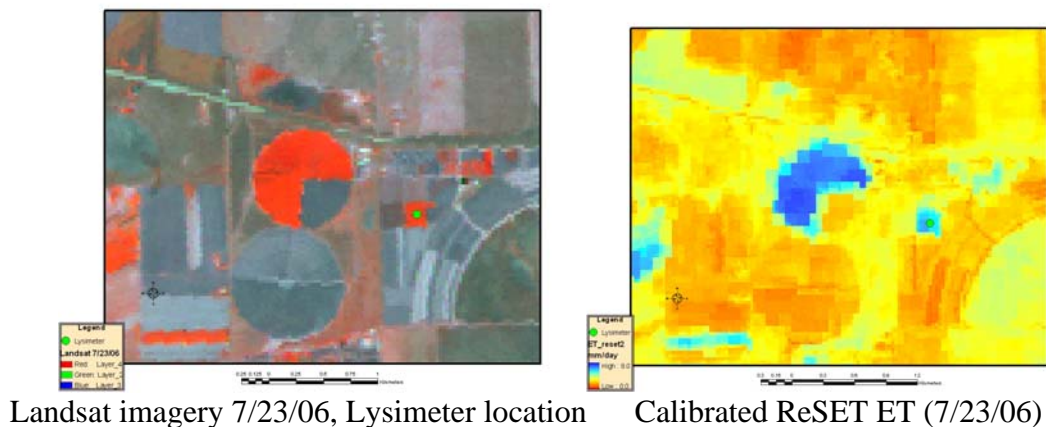 Legend
Lysimeter
Landsat 7/23/06
Red Layer_4
Green Layer_3
Blue Layer_3
Legend
Lysimeter
ET_reset2
mm/day
High : 9.0
Low : 0.0
Landsat imagery 7/23/06, Lysimeter location
Calibrated ReSET ET (7/23/06)